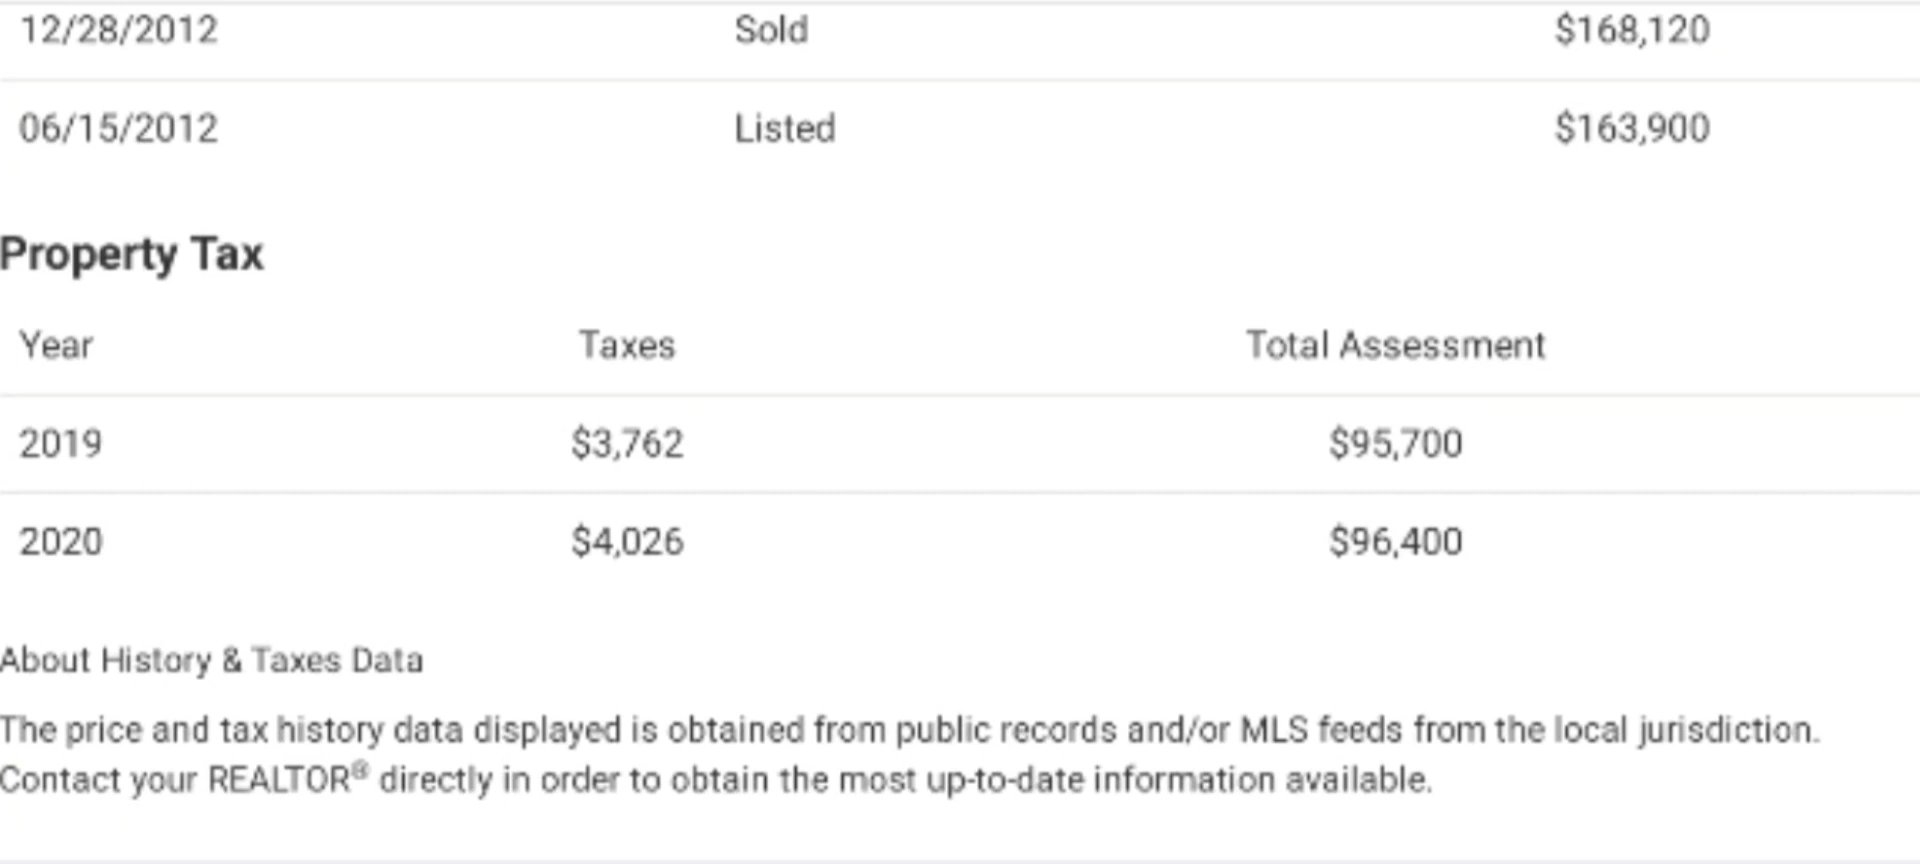 12/28/2012 Sold $168,120
06/15/2012 Listed $163,900
Property Tax
Year Taxes Total Assessment
2019 $3,762 $95,700
2020 $4,026 $96,400
About History & Taxes Data
The price and tax history data displayed is obtained from public records and/or MLS feeds from the local jurisdiction.
Contact your REALTOR® directly in order to obtain the most up-to-date information available.